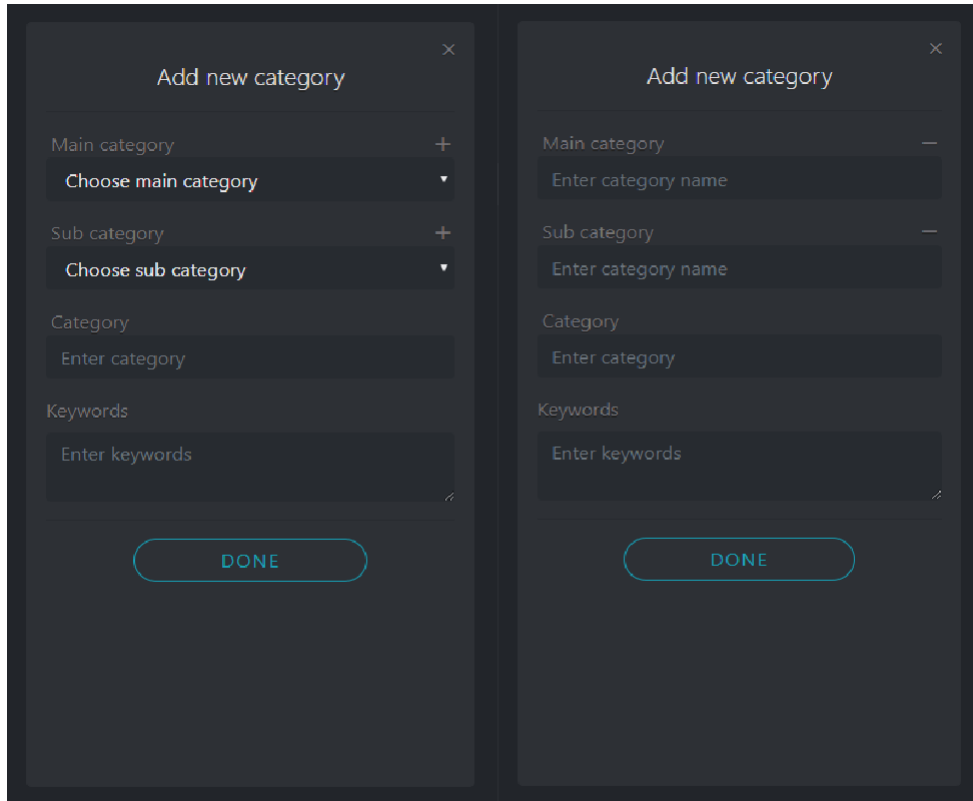 Add new category
Main category
Choose main category
Sub category
Choose sub category
Category
Enter category
Keywords
Enter keywords
DONE
Add new category
Main category
Enter category name
Sub category
Enter category name
Category
Enter category
Keywords
Enter keywords
DONE